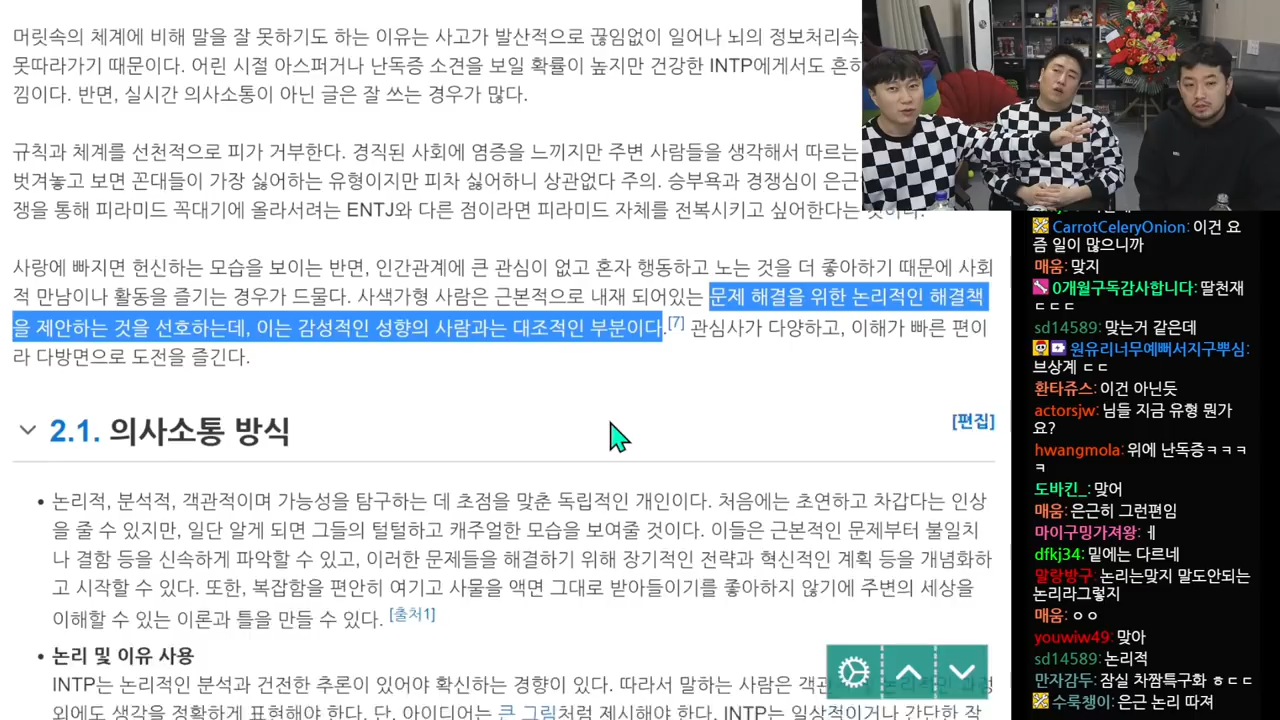 머릿속의 체계에 비해 말을 잘 못하기도 하는 이유는 사고가 발산적으로 끊임없이 일어나 뇌의 정보처리속
못따라가기 때문이다. 어린 시절 아스퍼거나 난독증 소견을 보일 확률이 높지만 건강한 INTP에게서도 흔히
낌이다. 반면, 실시간 의사소통이 아닌 글은 잘 쓰는 경우가 많다.
규칙과 체계를 선천적으로 피가 거부한다. 경직된 사회에 염증을 느끼지만 주변 사람들을 생각해서 따르는
벗겨놓고 보면 꼰대들이 가장 싫어하는 유형이지만 피차 싫어하니 상관없다 주의. 승부욕과 경쟁심이 은근
쟁을 통해 피라미드 꼭대기에 올라서려는 ENTJ와 다른 점이라면 피라미드 자체를 전복시키고 싶어한다는 것이다.
사랑에 빠지면 헌신하는 모습을 보이는 반면, 인간관계에 큰 관심이 없고 혼자 행동하고 노는 것을 더 좋아하기 때문에 사회
적 만남이나 활동을 즐기는 경우가 드물다. 사색가형 사람은 근본적으로 내재 되어있는 문제 해결을 위한 논리적인 해결책
을 제안하는 것을 선호하는데, 이는 감성적인 성향의 사람과는 대조적인 부분이다.[7] 관심사가 다양하고, 이해가 빠른 편이
라 다방면으로 도전을 즐긴다.
2.1. 의사소통 방식
[편집]
• 논리적, 분석적, 객관적이며 가능성을 탐구하는 데 초점을 맞춘 독립적인 개인이다. 처음에는 초연하고 차갑다는 인상
을 줄 수 있지만, 일단 알게 되면 그들의 털털하고 캐주얼한 모습을 보여줄 것이다. 이들은 근본적인 문제부터 불일치
나 결함 등을 신속하게 파악할 수 있고, 이러한 문제들을 해결하기 위해 장기적인 전략과 혁신적인 계획 등을 개념화하
고 시작할 수 있다. 또한, 복잡함을 편안하게 여기고 사물을 액면 그대로 받아들이기를 좋아하지 않기에 주변의 세상을
이해할 수 있는 이론과 틀을 만들 수 있다. [출처1]
• 논리 및 이유 사용
INTP는 논리적인 분석과 건전한 추론이 있어야 확신하는 경향이 있다. 따라서 말하는 사람은 객관 논리적인 과정
외에도 생각을 정확하게 표현해야 한다. 단, 아이디어는 큰 그림처럼 제시해야 한다. INTP는 일상적이거나 간단한 작
CarrotCeleryOnion: 이건 요
즘 일이 많으니까
매움: 맞지
0개월구독감사합니다: 딸천재
ㄷㄷㄷ
sd14589: 맞는거 같은데
원유리너무예뻐서지구뿌심:
브상계 ㄷㄷ
환타쥬스: 이건 아닌듯
actorsjw: 님들 지금 유형 뭔가
요?
hwangmola: 위에 난독증ㅋㅋㅋ
ㅋ
도바킨_: 맞어
매움: 은근히 그런편임
마이구밍가져왕: ㅔ
dfkj34: 밑에는 다르네
말랑방구: 논리는맞지 말도안되는
논리라그렇지
매움: ㅇㅇ
youwiw49: 맞아
sd14589: 논리적
만자감두: 잠실 차짬특구화 ㅎㄷㄷ
수룩챙이: 은근 논리 따져